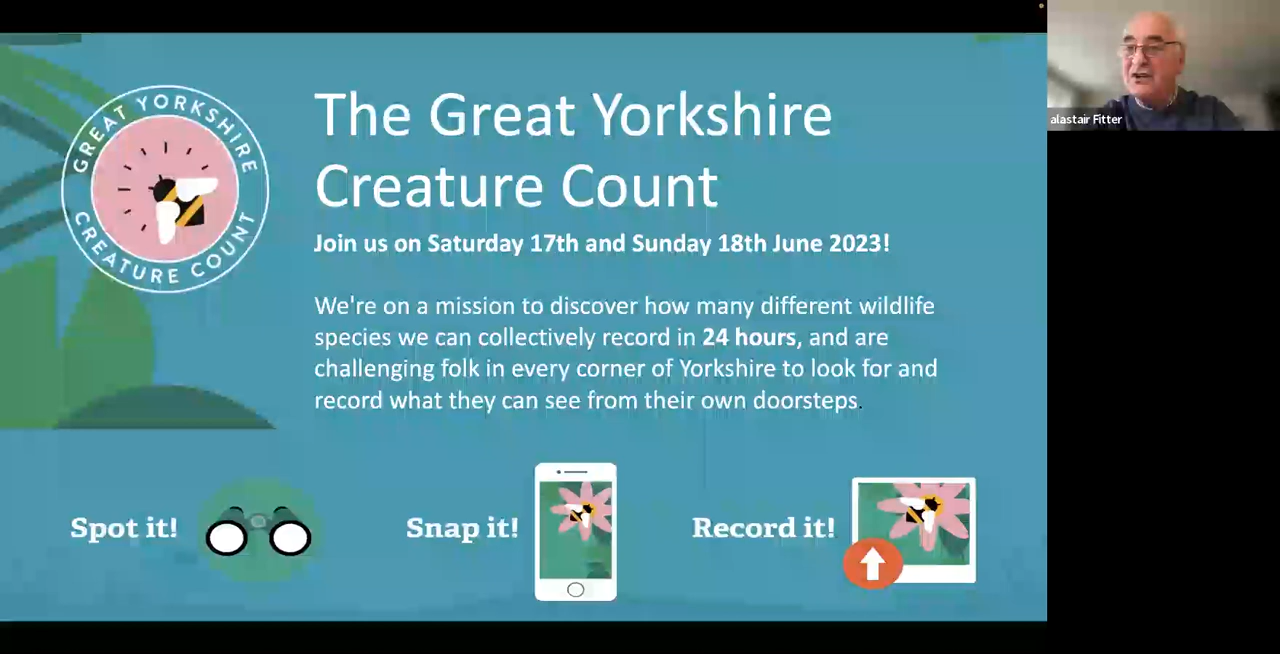 GREAT YORKSHIRE
CREATURE COUNT
The Great Yorkshire
Creature Count
Join us on Saturday 17th and Sunday 18th June 2023!
We're on a mission to discover how many different wildlife
species we can collectively record in 24 hours, and are
challenging folk in every corner of Yorkshire to look for and
record what they can see from their own doorsteps.
Spot it!
Snap it!
Record it!
alastair Fitter